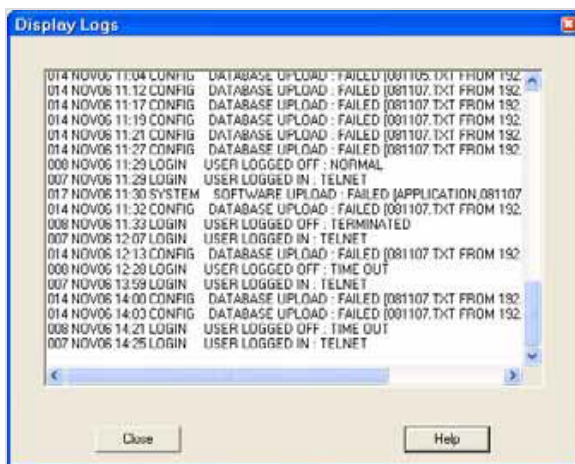 Display Logs
014 NOV06 11:04 CONFIG DATABASE UPLOAD : FAILED [081105.TXT FROM 192.
014 NOV06 11:12 CONFIG DATABASE UPLOAD : FAILED [081107.TXT FROM 192.
014 NOV06 11:17 CONFIG DATABASE UPLOAD : FAILED [081107.TXT FROM 192.
014 NOV06 11:19 CONFIG DATABASE UPLOAD : FAILED [081107.TXT FROM 192.
014 NOV06 11:21 CONFIG DATABASE UPLOAD : FAILED [081107.TXT FROM 192.
014 NOV06 11:27 CONFIG DATABASE UPLOAD : FAILED [081107.TXT FROM 192.
008 NOV06 11:29 LOGIN USER LOGGED OFF : NORMAL
007 NOV06 11:29 LOGIN USER LOGGED IN : TELNET
017 NOV06 11:30 SYSTEM SOFTWARE UPLOAD : FAILED [APPLICATION,081107
014 NOV06 11:32 CONFIG DATABASE UPLOAD : FAILED [081107.TXT FROM 192.
008 NOV06 11:33 LOGIN USER LOGGED OFF : TERMINATED
007 NOV06 12:07 LOGIN USER LOGGED IN : TELNET
014 NOV06 12:13 CONFIG DATABASE UPLOAD : FAILED [081107.TXT FROM 192.
008 NOV06 12:28 LOGIN USER LOGGED OFF : TIME OUT
007 NOV06 13:59 LOGIN USER LOGGED IN : TELNET
014 NOV06 14:00 CONFIG DATABASE UPLOAD : FAILED [081107.TXT FROM 192.
014 NOV06 14:03 CONFIG DATABASE UPLOAD : FAILED [081107.TXT FROM 192.
008 NOV06 14:21 LOGIN USER LOGGED OFF : TIME OUT
007 NOV06 14:25 LOGIN USER LOGGED IN : TELNET
Close
Help